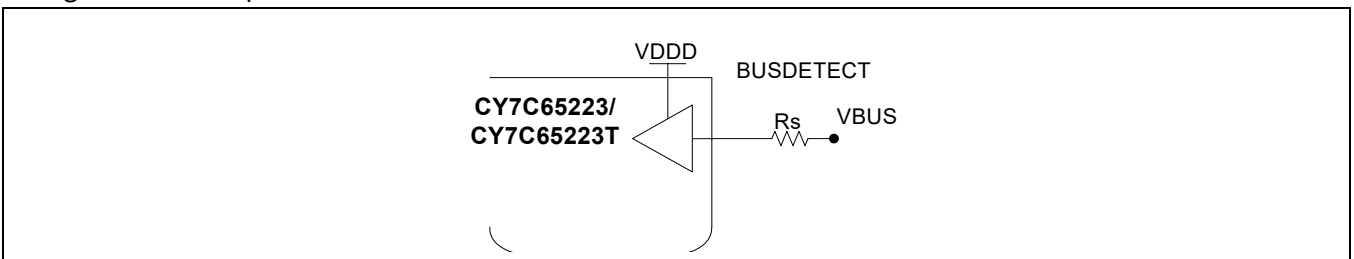 VDDD
BUSDETECT
CY7C65223/
CY7C65223T
Rs
VBUS